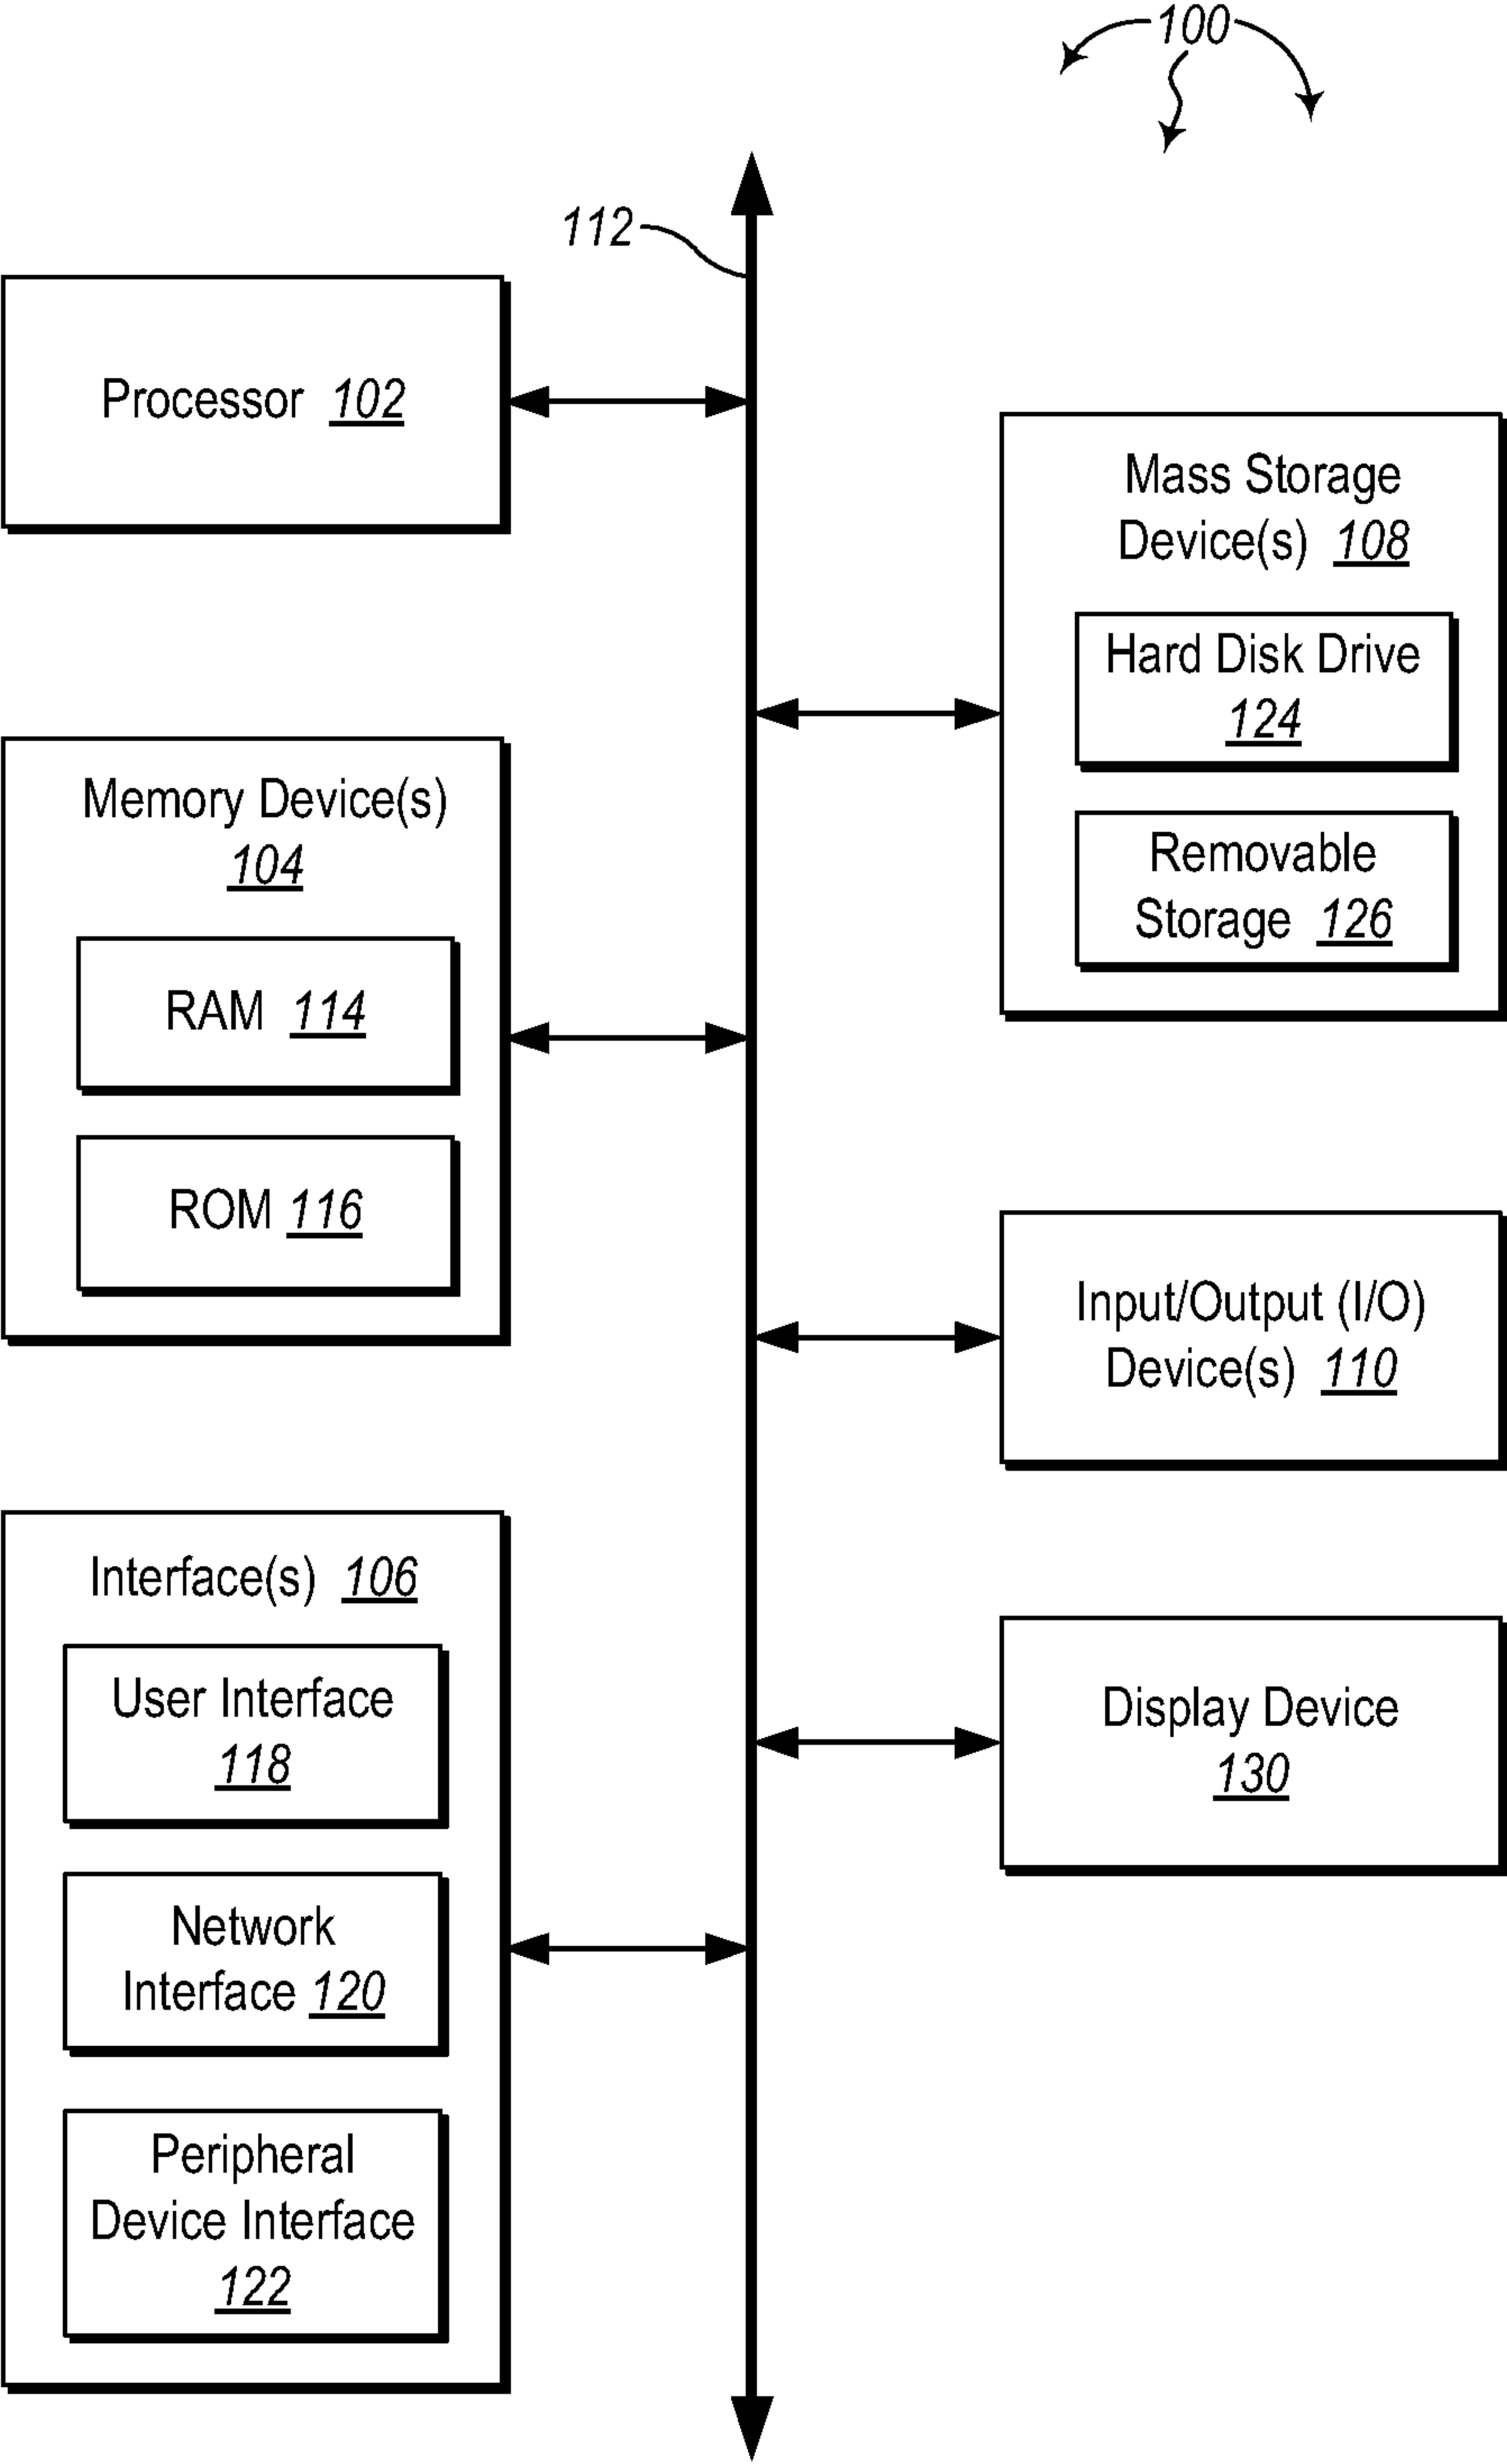 100
112
Processor 102
Mass Storage
Device(s) 108
Hard Disk Drive
124
Removable
Storage 126
Memory Device(s)
104
RAM 114
ROM 116
Input/Output (I/O)
Device(s) 110
Interface(s) 106
User Interface
118
Network
Interface 120
Peripheral
Device Interface
122
Display Device
130